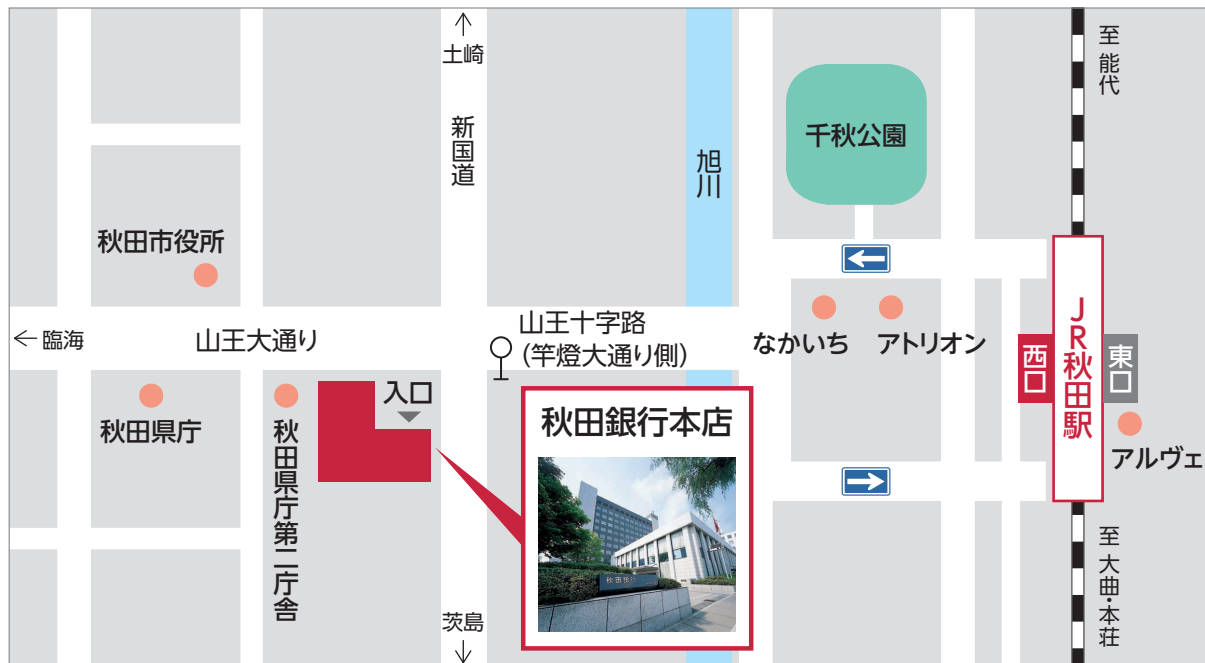 ↑
土崎
新国道
旭川
千秋公園
至 能代
秋田市役所
← 臨海
山王大通り
山王十字路
(竿燈大通り側)
なかいち
アトリオン
JR秋田駅
西口
東口
アルヴェ
秋田県庁
秋田県庁第二庁舎
入口
秋田銀行本店
秋田銀行
至 大曲・本荘
茨島
↓